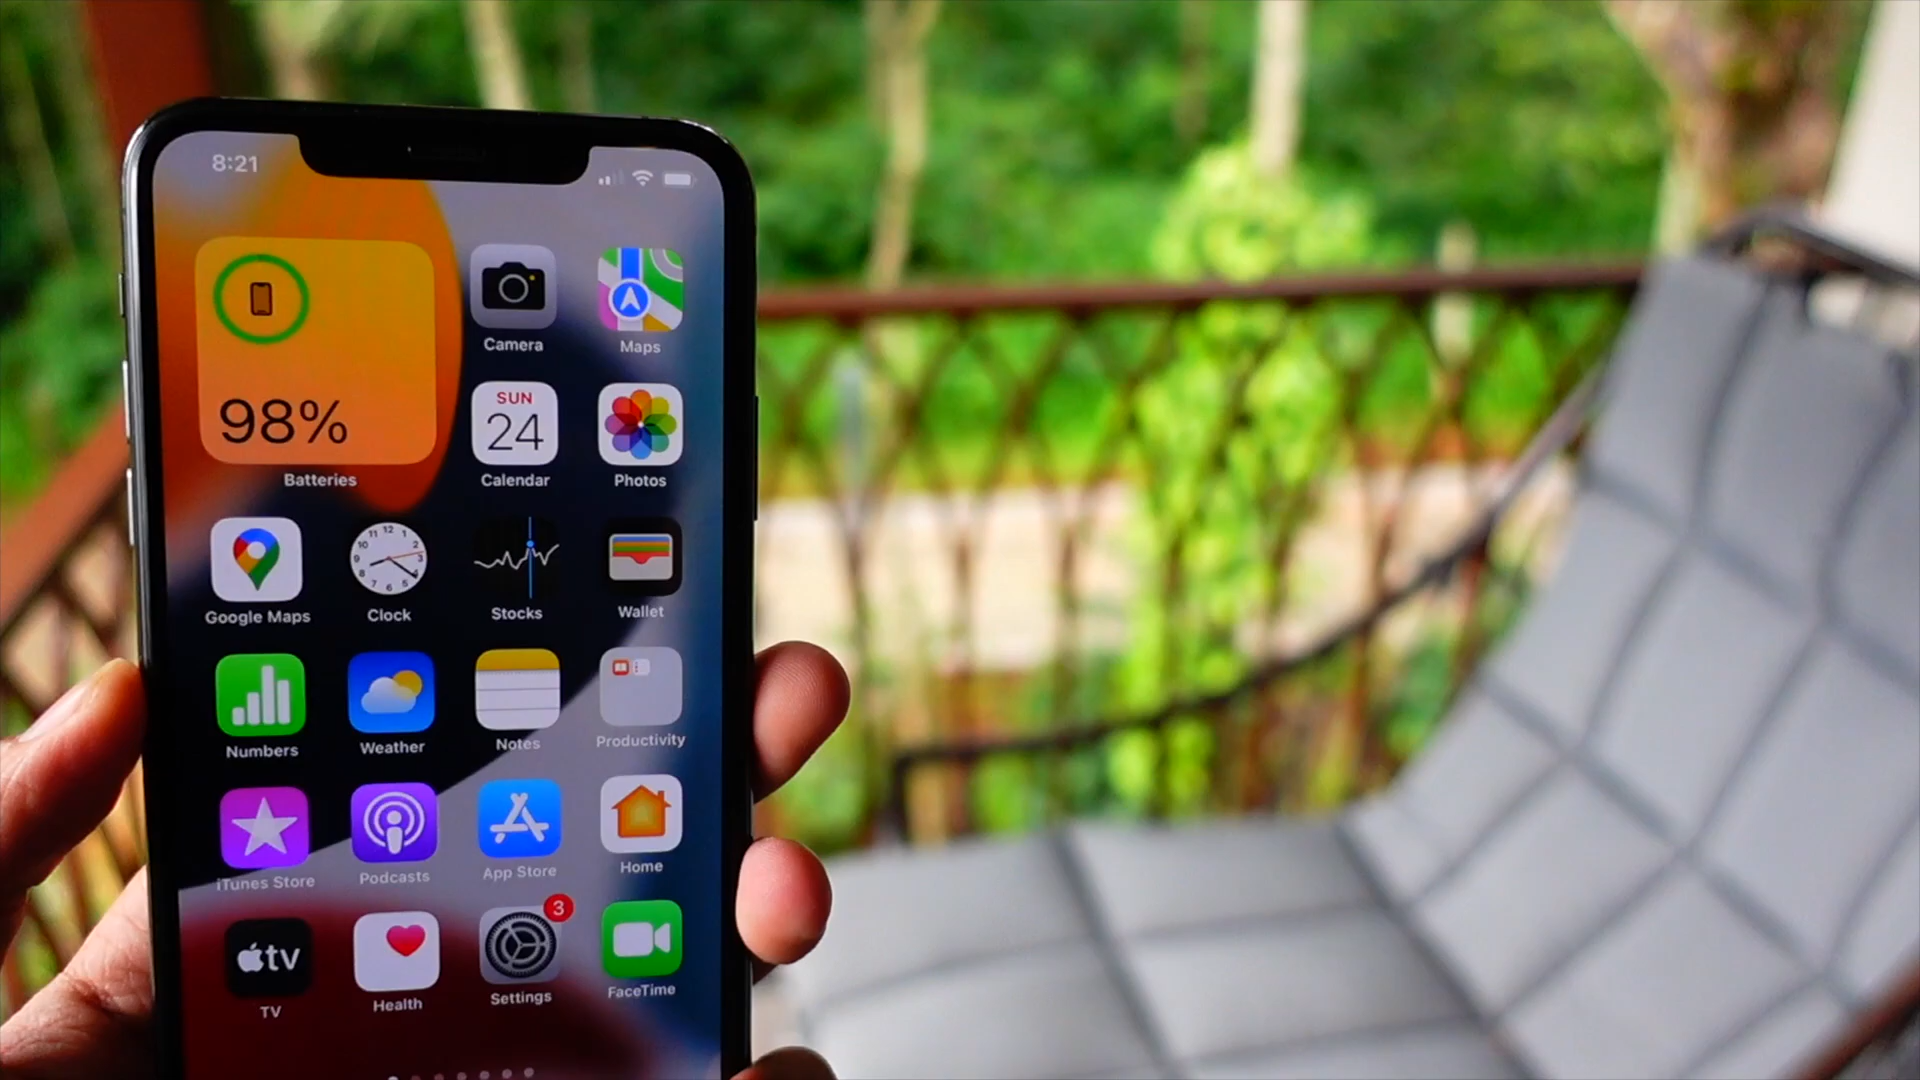 8:21
98%
Batteries
Camera
Maps
SUN
24
Calendar
Photos
Google Maps
Clock
Stocks
Wallet
Numbers
Weather
Notes
Productivity
iTunes Store
Podcasts
App Store
Home
tv
TV
Health
3
Settings
FaceTime